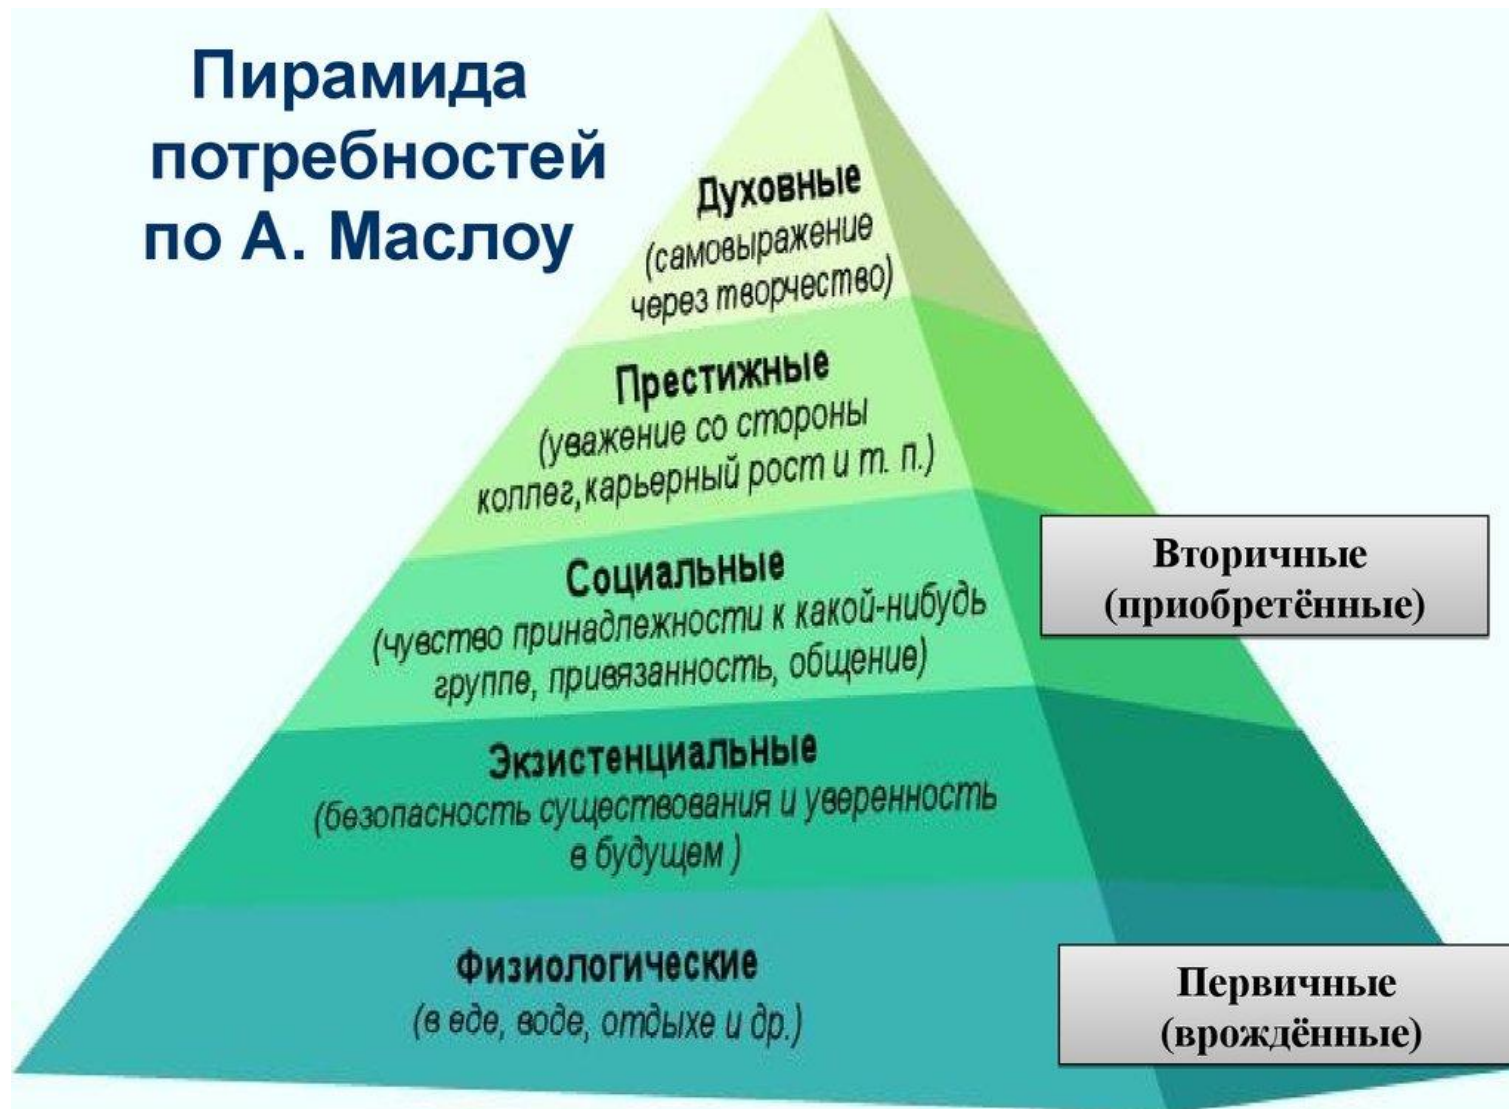 Пирамида
потребностей
по А. Маслоу
Духовные
(самовыражение
через творчество)
Престижные
(уважение со стороны
коллег,карьерный рост и т. п.)
Социальные
(чувство принадлежности к какой-нибудь
группе, привязанность, общение)
Вторичные
(приобретённые)
Экзистенциальные
(безопасность существования и уверенность
в будущем )
Физиологические
(в еде, воде, отдыхе и др.)
Первичные
(врождённые)